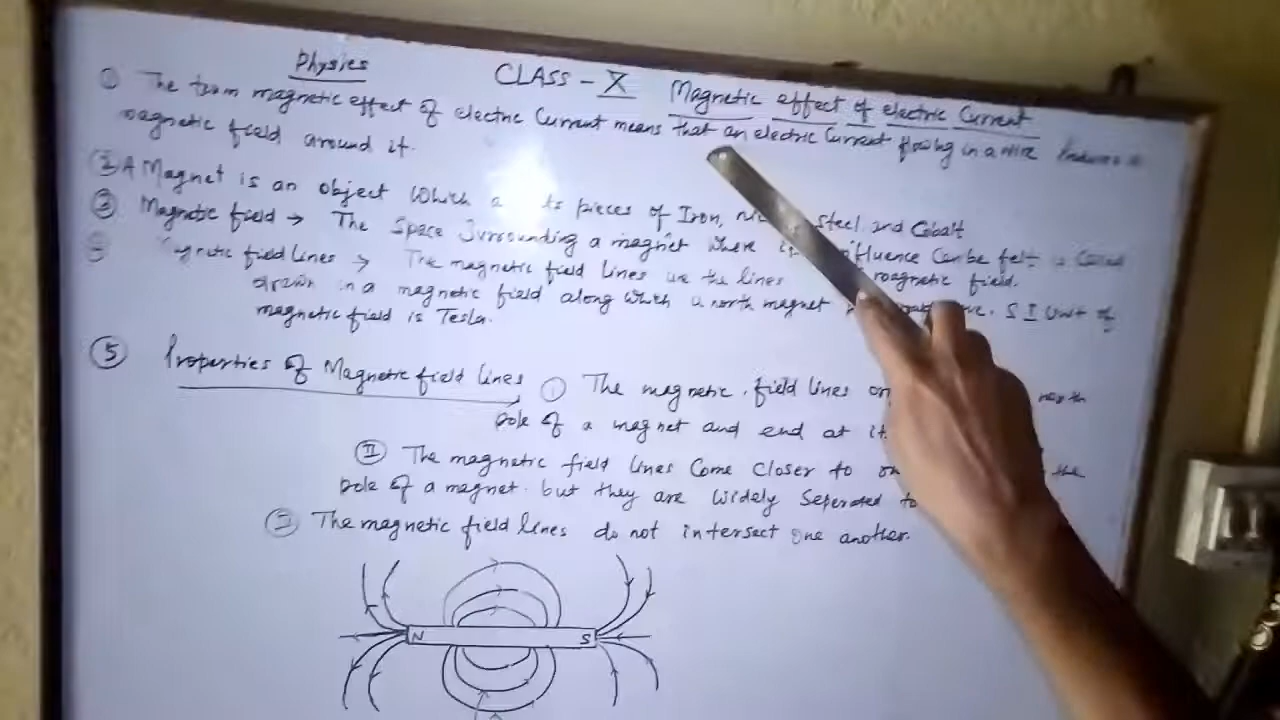 Physics CLASS - X Magnetic effect of electric Current
① The term magnetic effect of electric Current means that an electric Current flowing in a wire
magnetic field around it.
② A Magnet is an object which pieces of Iron, Steel and Cobalt
③ Magnetic field → The Space Surrounding a magnet where influence Can be felt is Called
magnetic field.
field lines → The magnetic field lines are the lines
drawn in a magnetic field along which a north magnet S I Unit of
magnetic field is Tesla.
⑤ Properties of Magnetic field lines ① The magnetic field lines north
pole of a magnet and end at
Ⅱ The magnetic field lines Come Closer to the
pole of a magnet but they are widely Seperated
The magnetic field lines do not intersect one another.
N S